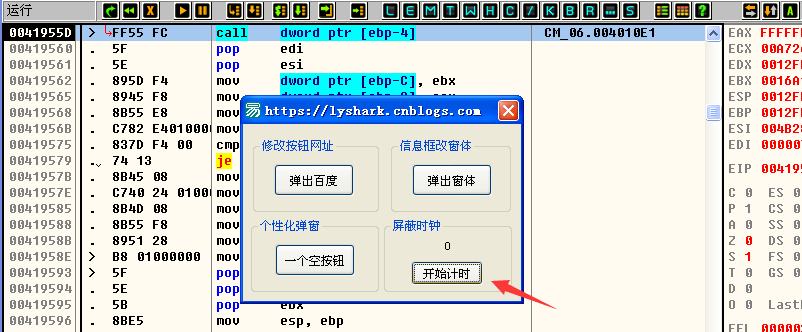 运行
L E M T W H C / K B R ... S
0041955D > FF55 FC call dword ptr [ebp-4] CM_06.004010E1
00419560 . 5F pop edi
00419561 . 5E pop esi
00419562 . 895D F4 mov dword ptr [ebp-C], ebx
00419565 . 8945 F8 mov
00419568 . 8B55 E8 mov
0041956B . C782 E4010000 mov
00419575 . 837D F4 00 cmp
00419579 . 74 13 je
0041957B . 8B45 08 mov
0041957E . C740 24 01000 mov
00419585 . 8B4D 08 mov
00419588 . 8B55 F8 mov
0041958B . 8951 28 mov
0041958E . B8 01000000 mov
00419593 > 5F pop
00419594 . 5E pop
00419595 . 5B pop ebx
00419596 . 8BE5 mov esp, ebp
易 https://lyshark.cnblogs.com
修改按钮网址
弹出百度
信息框改窗体
弹出窗体
个性化弹窗
一个空按钮
屏蔽时钟
0
开始计时
EAX FFFFFF
ECX 00A726
EDX 0012F
EBX 0016A
ESP 0012F
EBP 0012F
ESI 004B28
EDI 00000
EIP 004195
C 0 ES 0
P 1 CS 0
A 0 SS 0
Z 0 DS 0
S 1 FS 0
T 0 GS 0
D 0
O 0 Last
EFL 00000